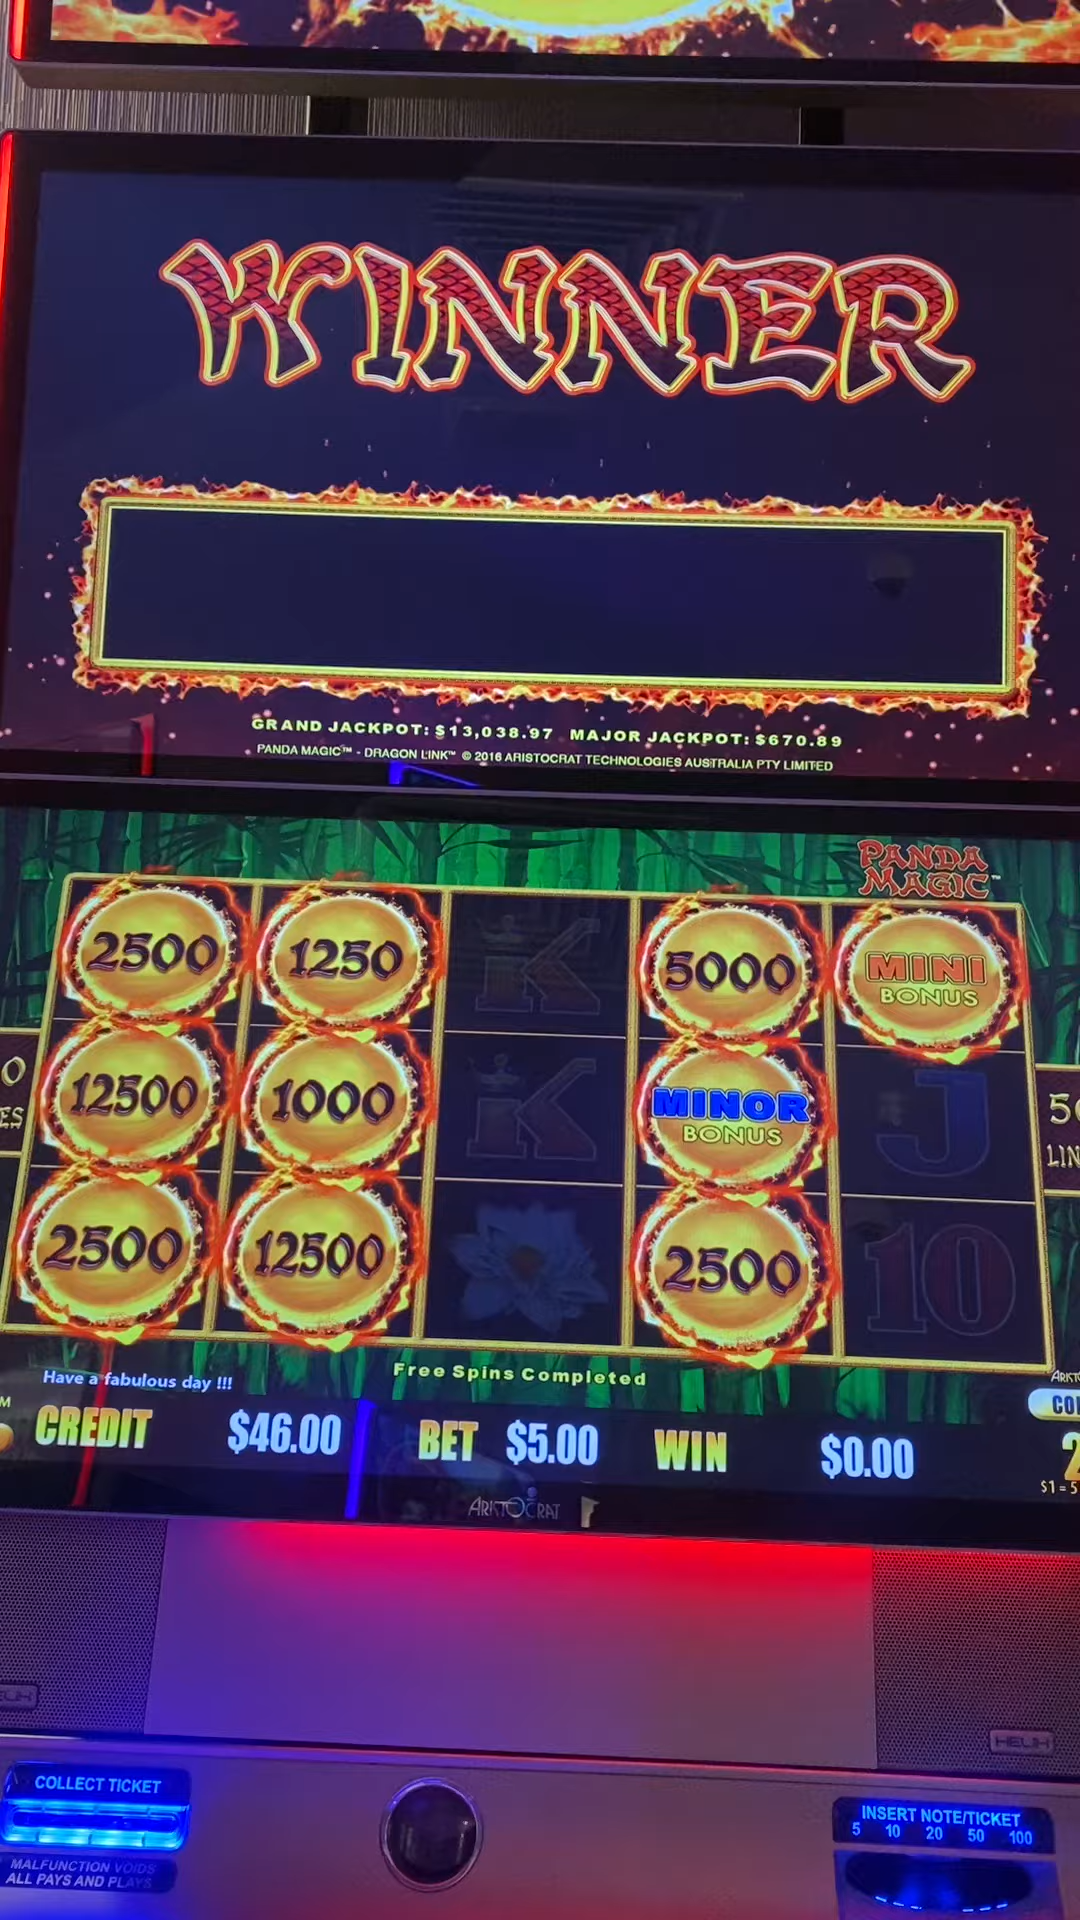 WINNER
GRAND JACKPOT: $13,038.97 MAJOR JACKPOT: $670.89
PANDA MAGIC™ - DRAGON LINK™ © 2016 ARISTOCRAT TECHNOLOGIES AUSTRALIA PTY LIMITED
PANDA
MAGIC™
2500 1250 K 5000 MINI
BONUS
12500 1000 K MINOR
BONUS J
2500 12500 2500 10
Have a fabulous day !!!
Free Spins Completed
CREDIT $46.00 BET $5.00 WIN $0.00
ARISTOCRAT
HELIX
COLLECT TICKET
MALFUNCTION VOIDS
ALL PAYS AND PLAYS
INSERT NOTE/TICKET
5 10 20 50 100